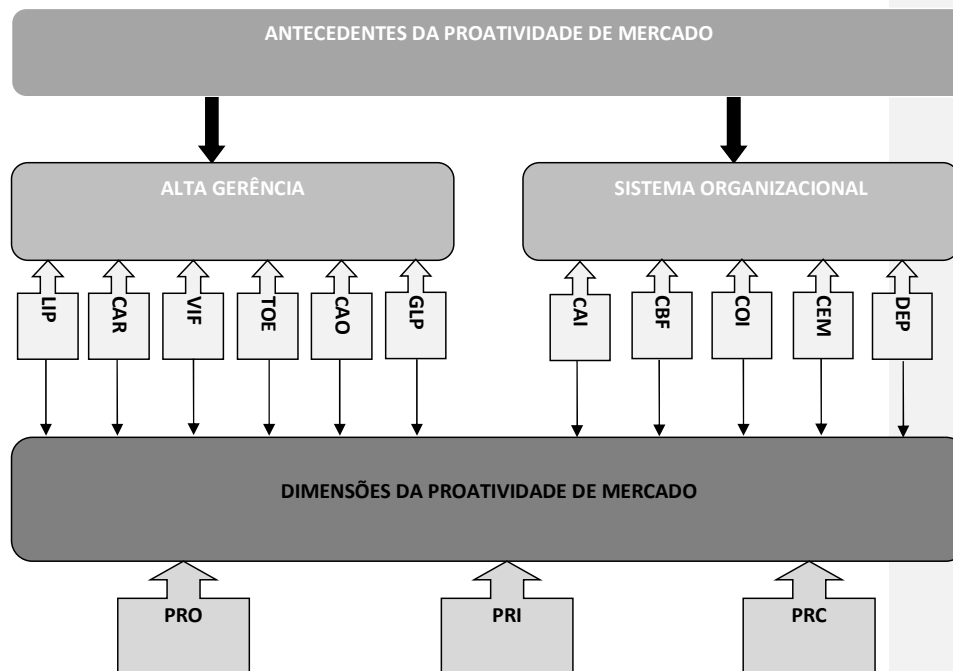 ANTECEDENTES DA PROATIVIDADE DE MERCADO
ALTA GERÊNCIA
SISTEMA ORGANIZACIONAL
LIP
CAR
VIF
TOE
CAO
GLP
CAI
CBF
COI
CEM
DEP
DIMENSÕES DA PROATIVIDADE DE MERCADO
PRO
PRI
PRC